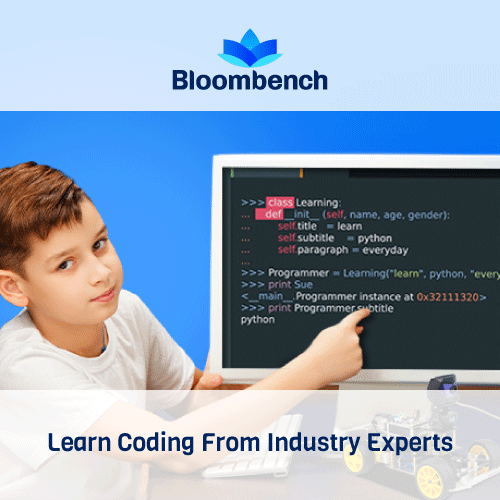 Bloombench
>>> class Learning:
... def __init__ (self, name, age, gender):
... self.title = learn
... self.subtitle = python
... self.paragraph = everyday
...
>>> Programmer = Learning("learn", python, "every
>>> print Sue
<__main__.Programmer instance at 0x32111320>
>>> print Programmer.subtitle
python
Learn Coding From Industry Experts